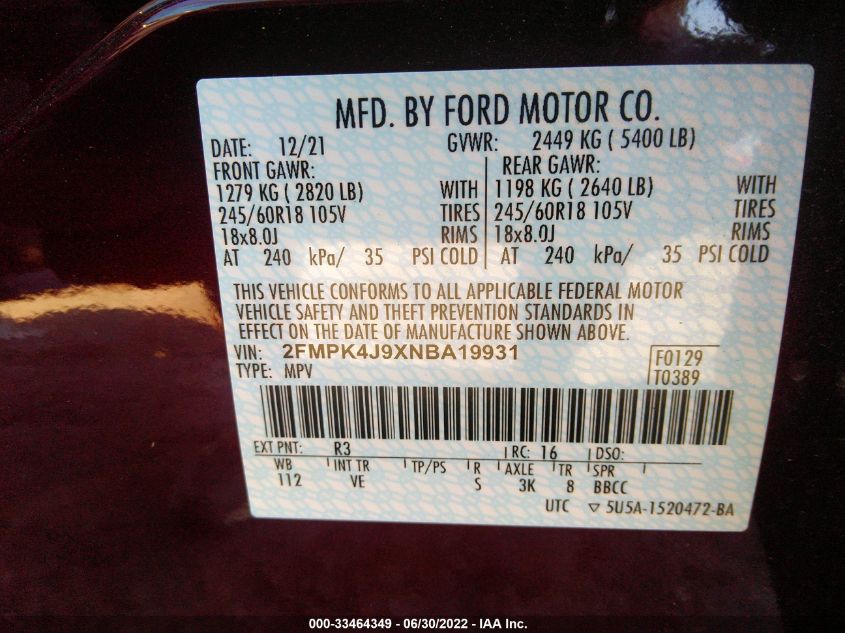 MFD. BY FORD MOTOR CO.
DATE: 12/21 GVWR: 2449 KG ( 5400 LB)
FRONT GAWR: REAR GAWR:
1279 KG ( 2820 LB) WITH 1198 KG ( 2640 LB) WITH
245/60R18 105V TIRES 245/60R18 105V TIRES
18x8.0J RIMS 18x8.0J RIMS
AT 240 kPa/ 35 PSI COLD AT 240 kPa/ 35 PSI COLD
THIS VEHICLE CONFORMS TO ALL APPLICABLE FEDERAL MOTOR
VEHICLE SAFETY AND THEFT PREVENTION STANDARDS IN
EFFECT ON THE DATE OF MANUFACTURE SHOWN ABOVE.
VIN: 2FMPK4J9XNBA19931 F0129
TYPE: MPV T0389
EXT PNT: R3 RC: 16 DSO:
WB INT TR TP/PS R AXLE TR SPR
112 VE S 3K 8 BBCC
UTC ▽ 5U5A-1520472-BA
000-33464349 - 06/30/2022 - IAA Inc.